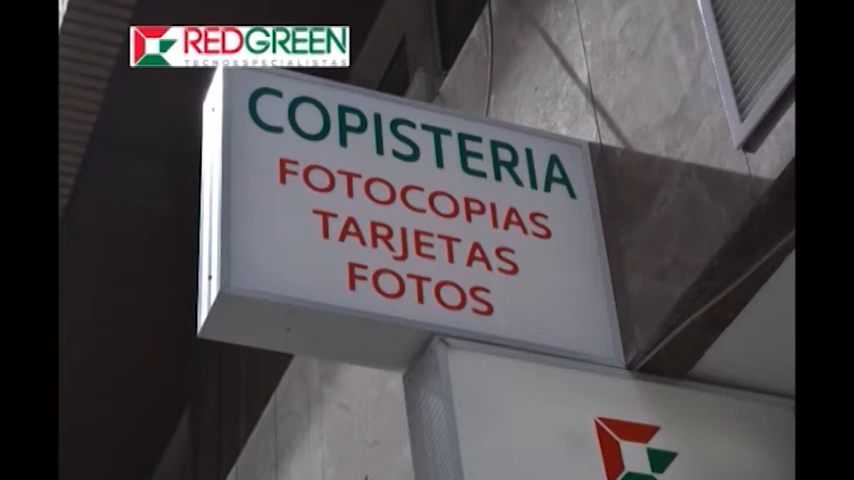 REDGREEN
TECNOESPECIALISTAS
COPISTERIA
FOTOCOPIAS
TARJETAS
FOTOS